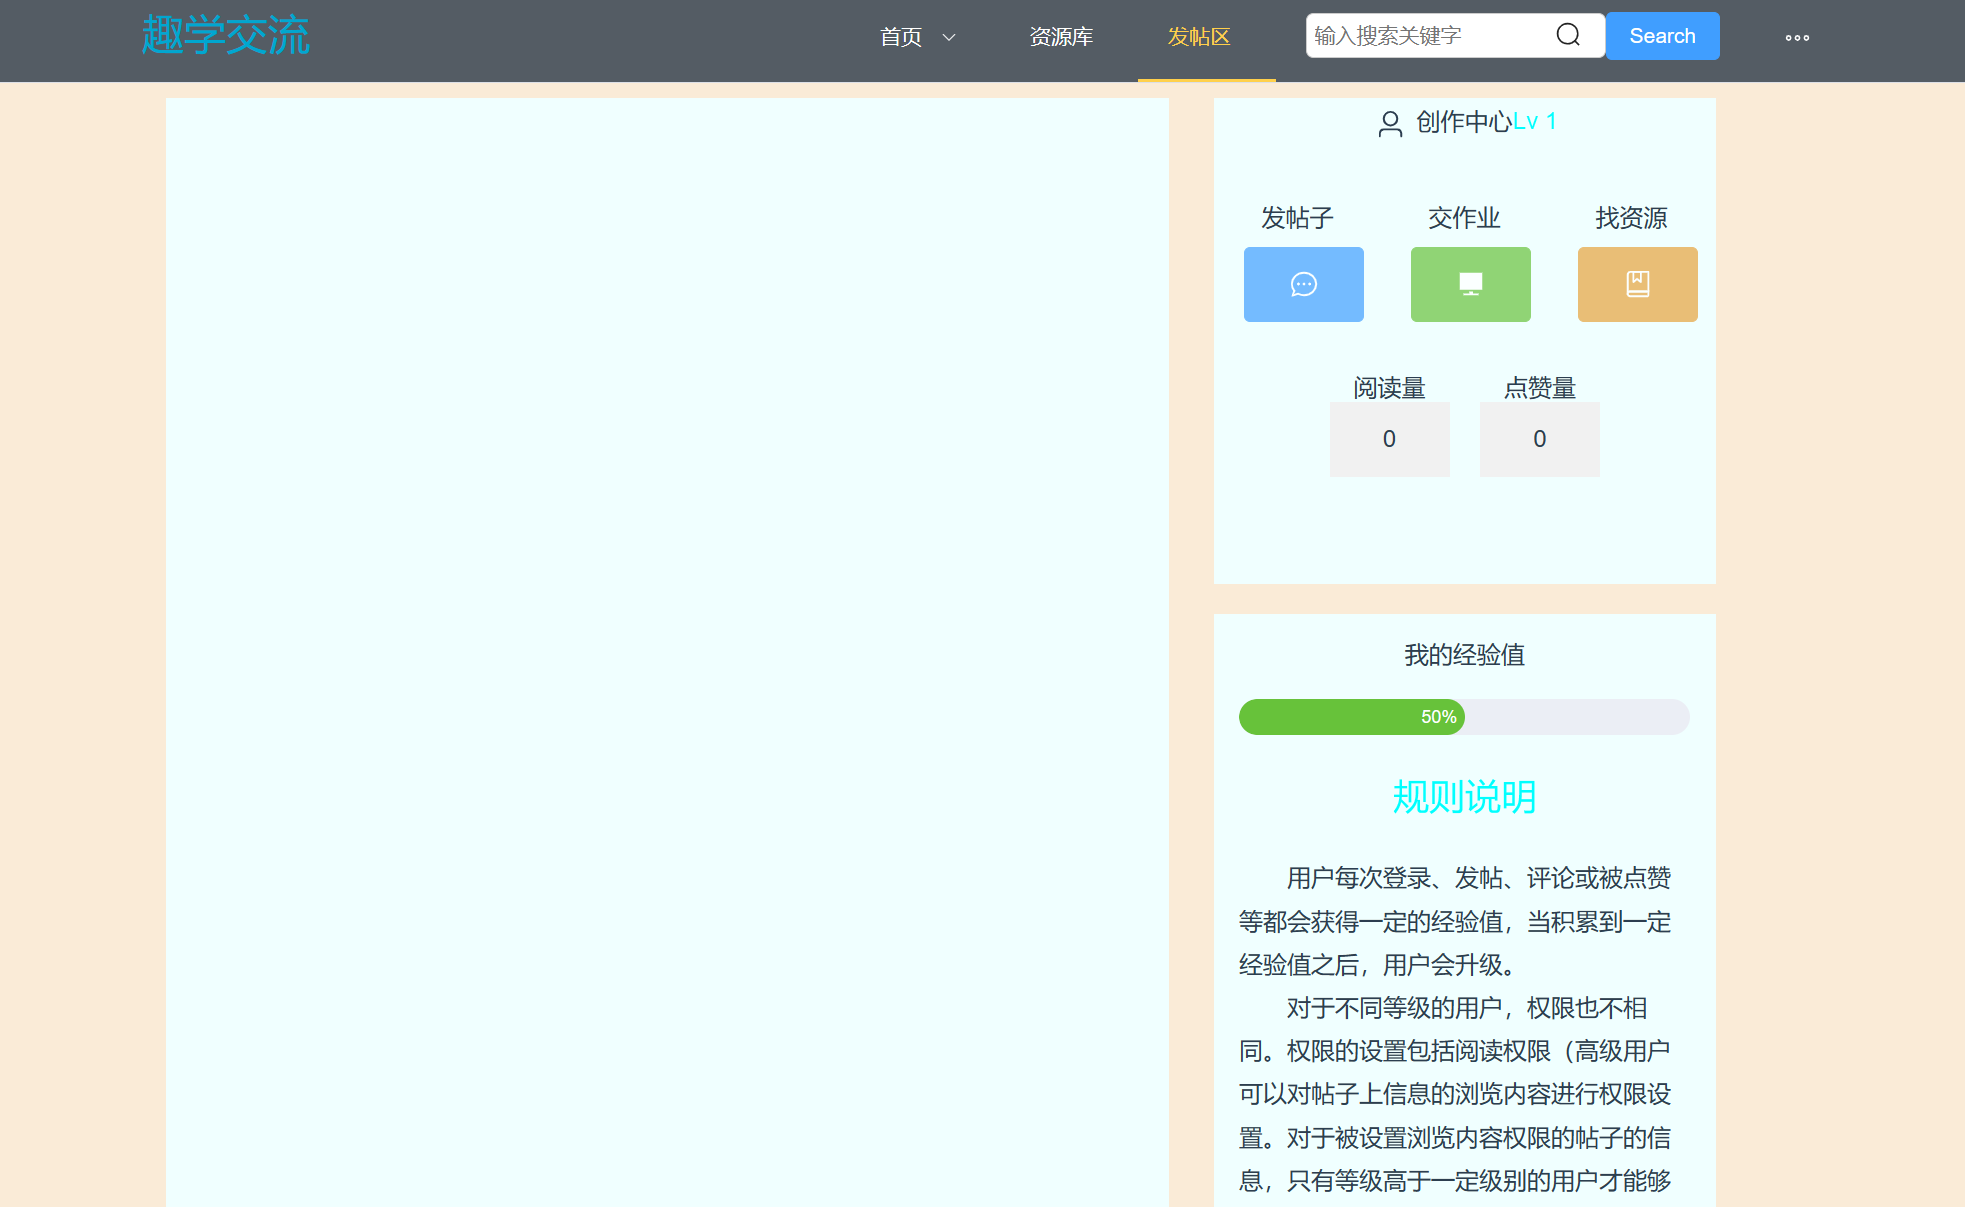 趣学交流
首页
资源库
发帖区
输入搜索关键字
Search
创作中心Lv 1
发帖子
交作业
找资源
阅读量
点赞量
0
0
我的经验值
50%
规则说明
用户每次登录、发帖、评论或被点赞
等都会获得一定的经验值，当积累到一定
经验值之后，用户会升级。
对于不同等级的用户，权限也不相
同。权限的设置包括阅读权限（高级用户
可以对帖子上信息的浏览内容进行权限设
置。对于被设置浏览内容权限的帖子的信
息，只有等级高于一定级别的用户才能够